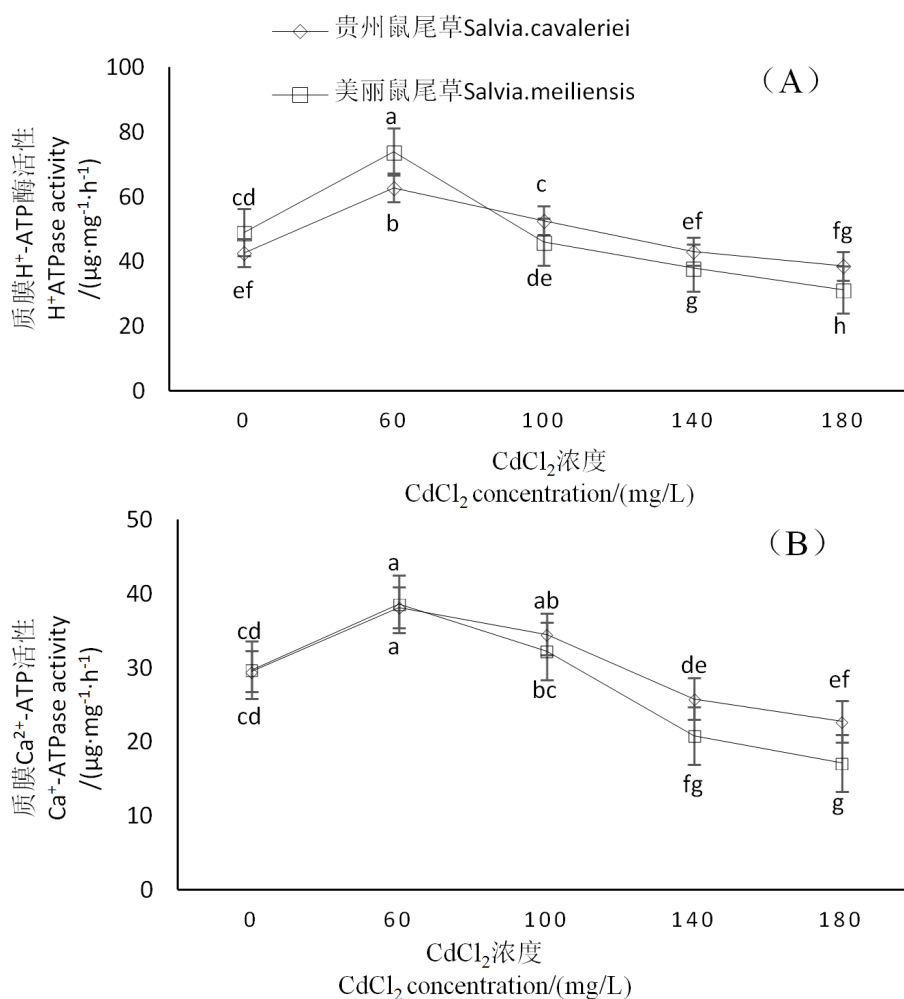 贵州鼠尾草Salvia.cavaleriei
美丽鼠尾草Salvia.meiliensis
(A)
质膜H⁺-ATP酶活性
H⁺ATPase activity
/(μg·mg⁻¹·h⁻¹)
100
80
60
40
20
0
cd
ef
a
b
c
de
ef
g
fg
h
0 60 100 140 180
CdCl₂浓度
CdCl₂ concentration/(mg/L)
(B)
质膜Ca²⁺-ATP活性
Ca⁺-ATPase activity
/(μg·mg⁻¹·h⁻¹)
50
40
30
20
10
0
cd
cd
a
a
ab
bc
de
fg
ef
g
0 60 100 140 180
CdCl₂浓度
CdCl₂ concentration/(mg/L)